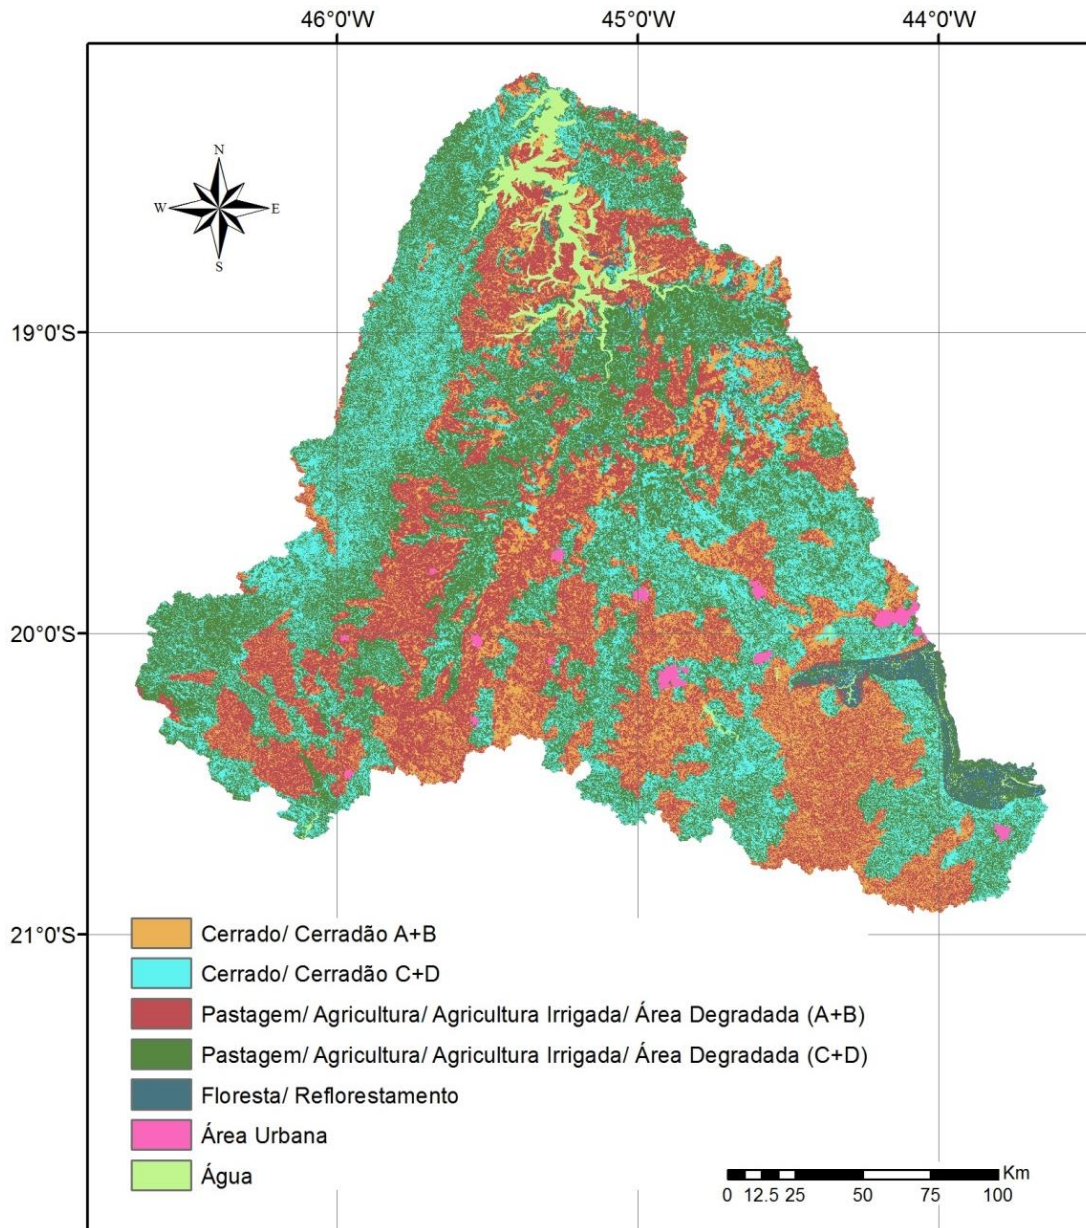 46°0'W 45°0'W 44°0'W
N
W E
S
19°0'S
20°0'S
21°0'S
Cerrado/ Cerradão A+B
Cerrado/ Cerradão C+D
Pastagem/ Agricultura/ Agricultura Irrigada/ Área Degradada (A+B)
Pastagem/ Agricultura/ Agricultura Irrigada/ Área Degradada (C+D)
Floresta/ Reflorestamento
Área Urbana
Água
Km
0 12.5 25 50 75 100